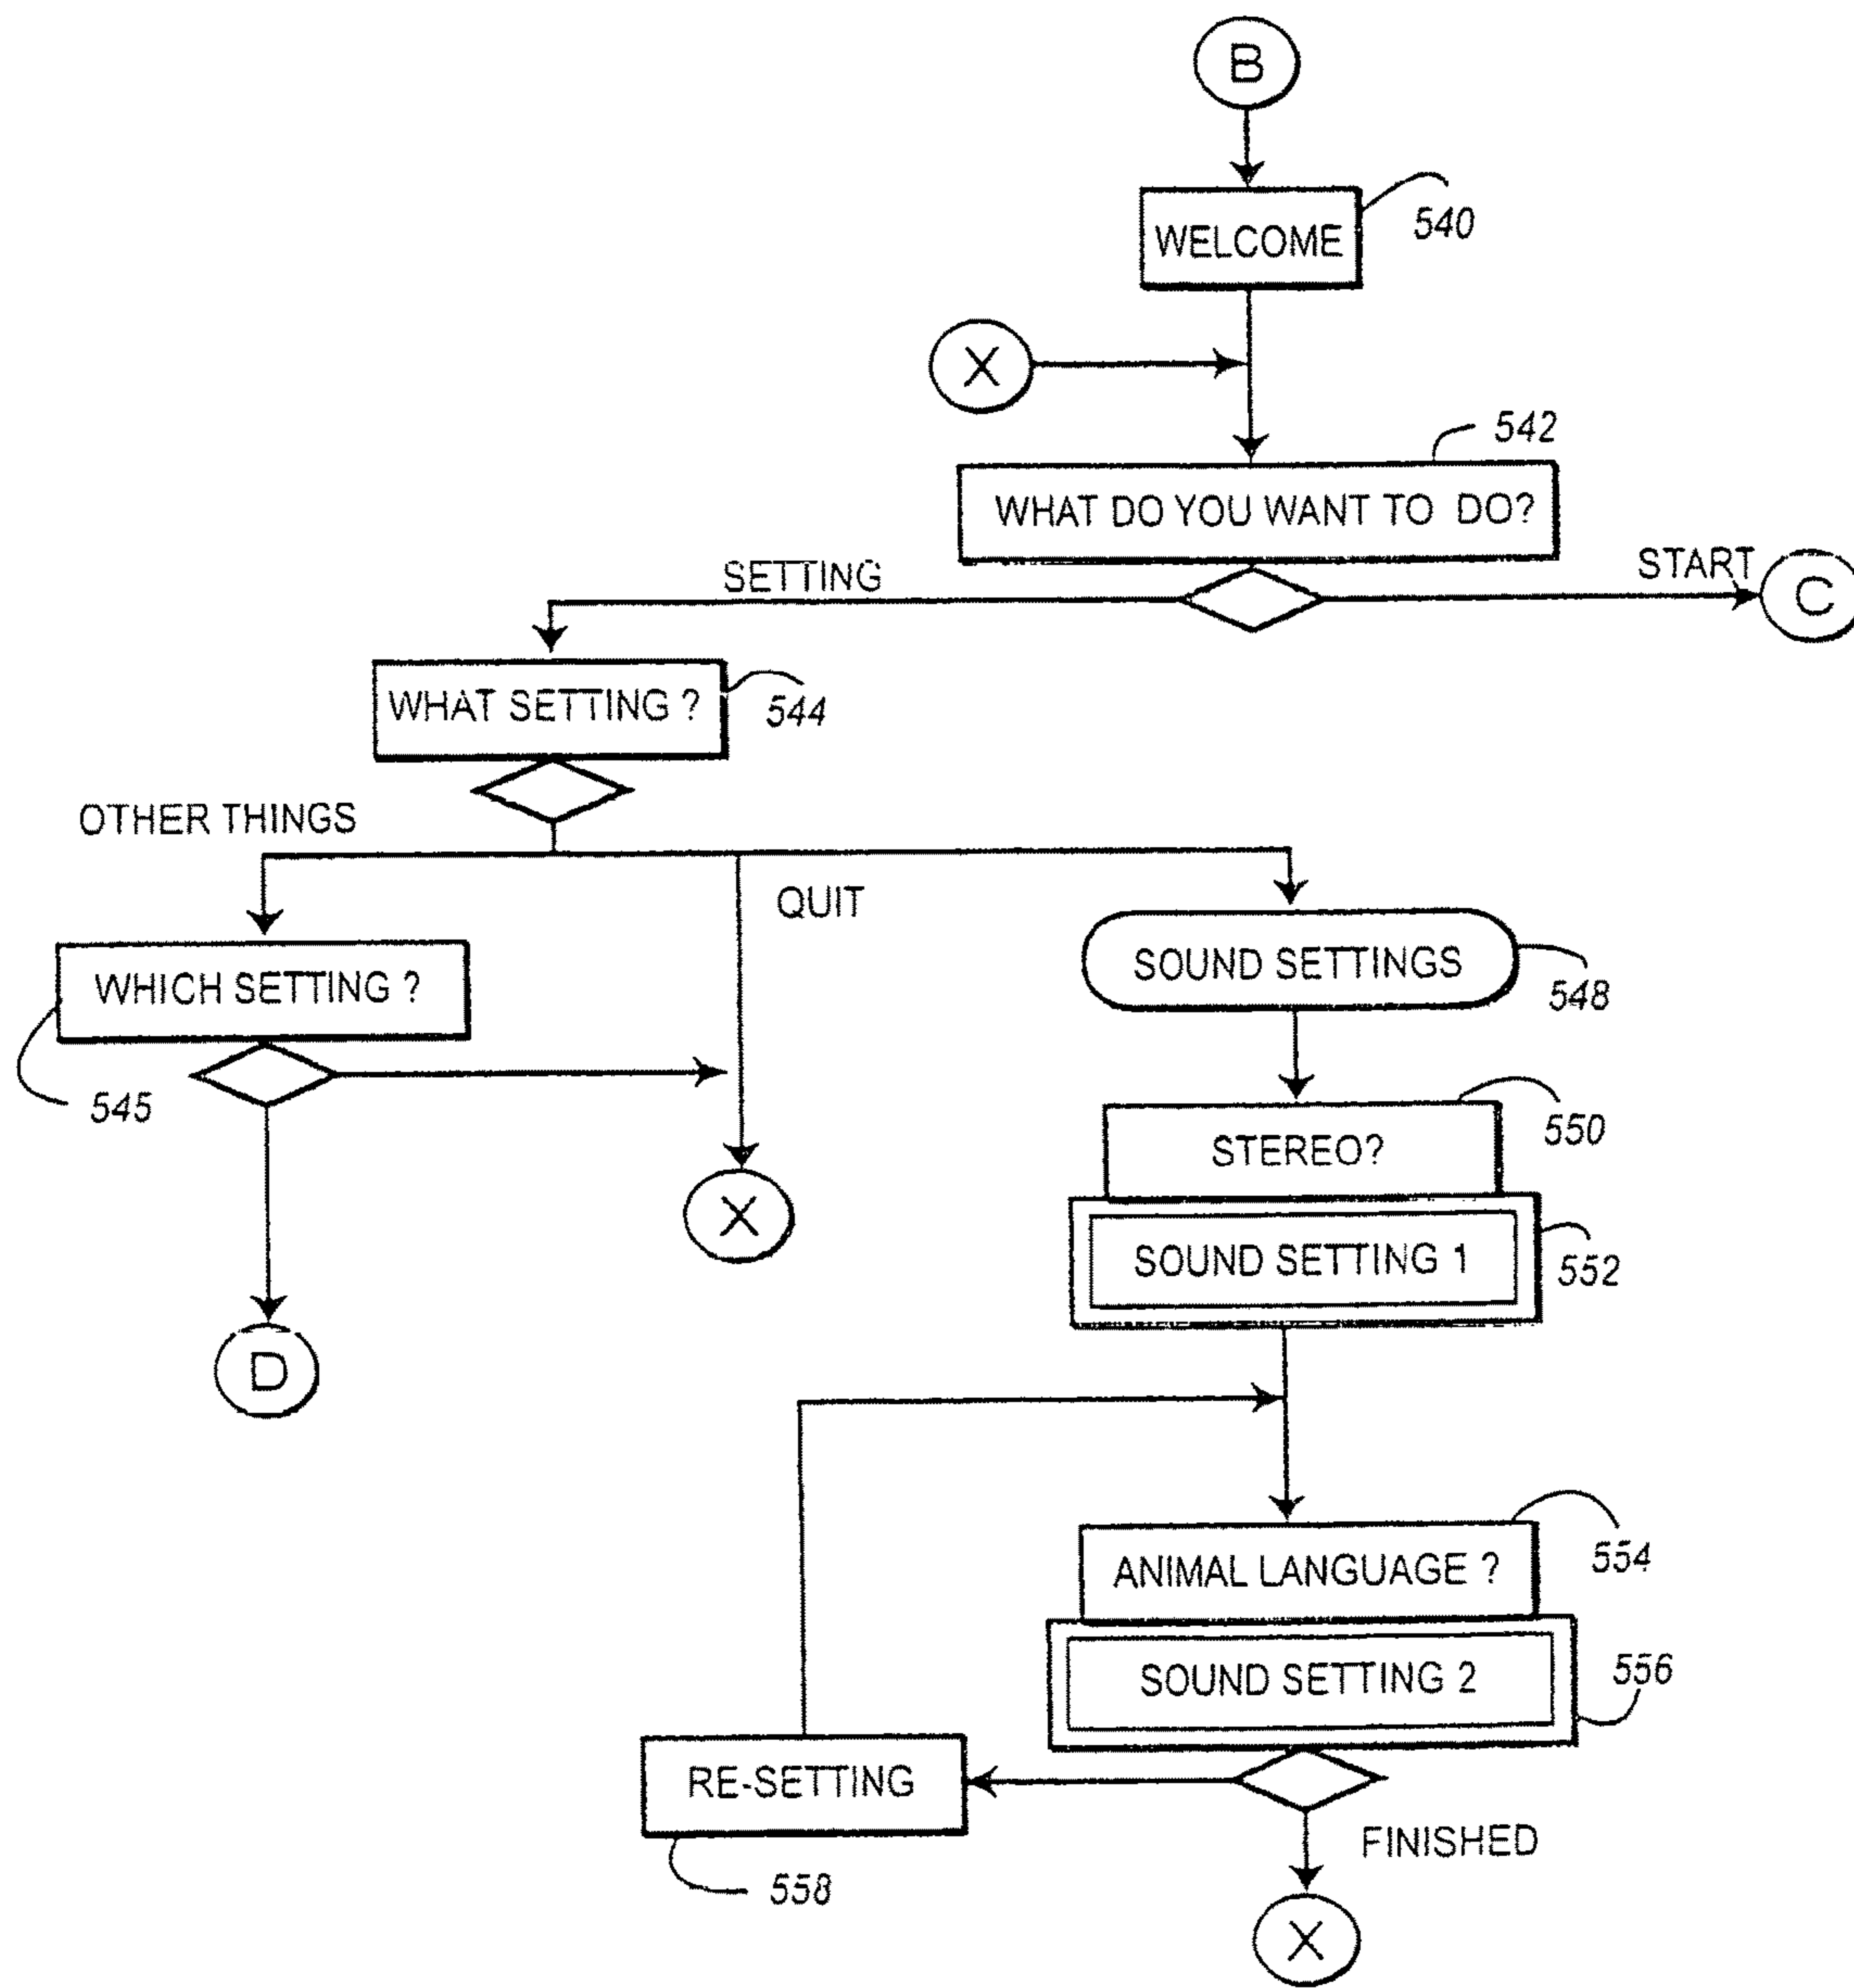 B
WELCOME
540
X
542
WHAT DO YOU WANT TO DO?
SETTING
START
C
WHAT SETTING ?
544
OTHER THINGS
QUIT
SOUND SETTINGS
548
WHICH SETTING ?
545
550
STEREO?
X
SOUND SETTING 1
552
D
554
ANIMAL LANGUAGE ?
556
SOUND SETTING 2
RE-SETTING
558
FINISHED
X